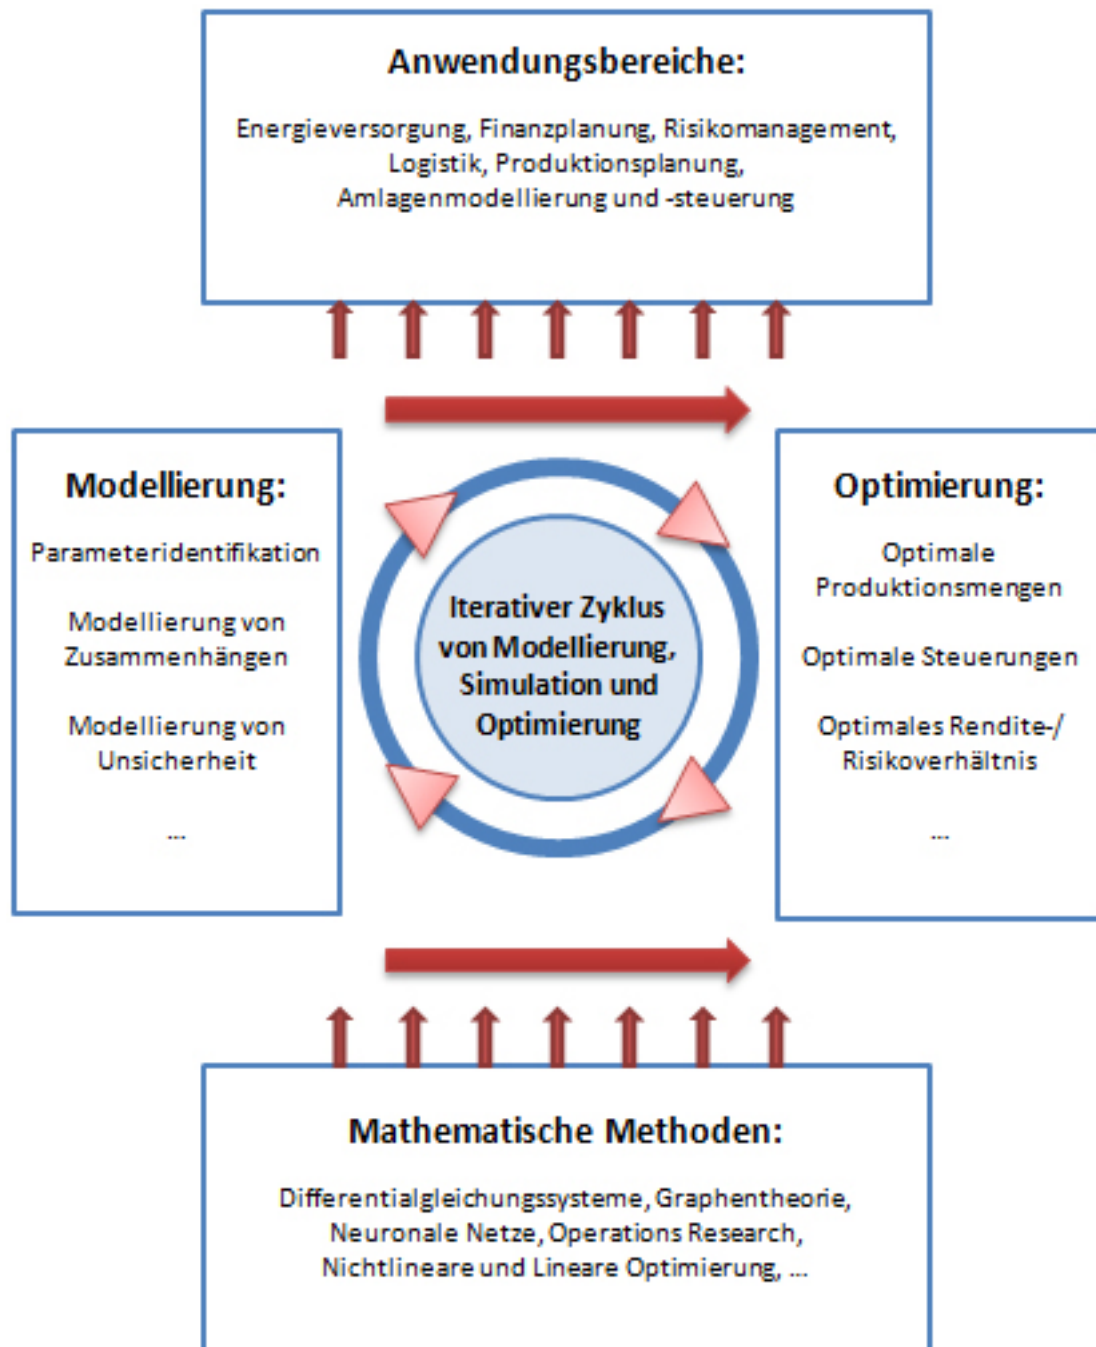 Anwendungsbereiche:
Energieversorgung, Finanzplanung, Risikomanagement,
Logistik, Produktionsplanung,
Amlagenmodellierung und -steuerung
Modellierung:
Parameteridentifikation
Modellierung von
Zusammenhängen
Modellierung von
Unsicherheit
...
Iterativer Zyklus
von Modellierung,
Simulation und
Optimierung
Optimierung:
Optimale
Produktionsmengen
Optimale Steuerungen
Optimales Rendite-/
Risikoverhältnis
...
Mathematische Methoden:
Differentialgleichungssysteme, Graphentheorie,
Neuronale Netze, Operations Research,
Nichtlineare und Lineare Optimierung, ...